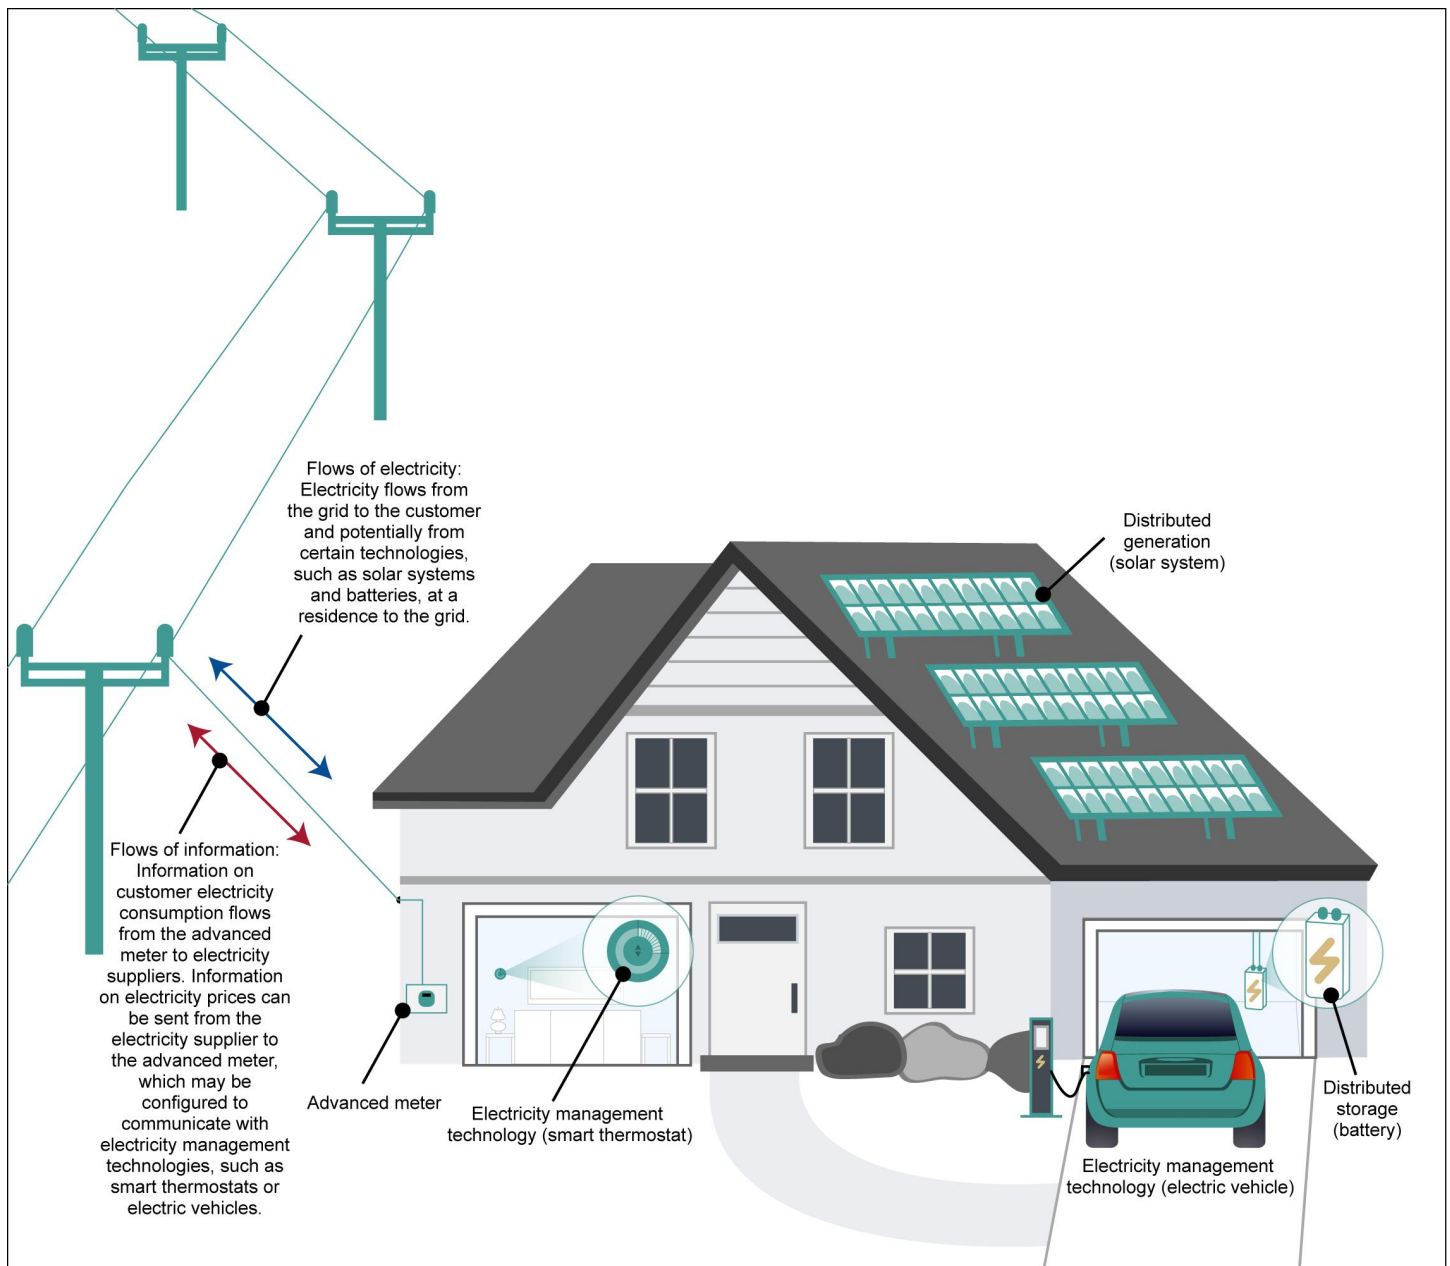 Flows of electricity:
Electricity flows from
the grid to the customer
and potentially from
certain technologies,
such as solar systems
and batteries, at a
residence to the grid.
Distributed
generation
(solar system)
Flows of information:
Information on
customer electricity
consumption flows
from the advanced
meter to electricity
suppliers. Information
on electricity prices can
be sent from the
electricity supplier to
the advanced meter,
which may be
configured to
communicate with
electricity management
technologies, such as
smart thermostats or
electric vehicles.
Advanced meter
Electricity management
technology (smart thermostat)
Electricity management
technology (electric vehicle)
Distributed
storage
(battery)